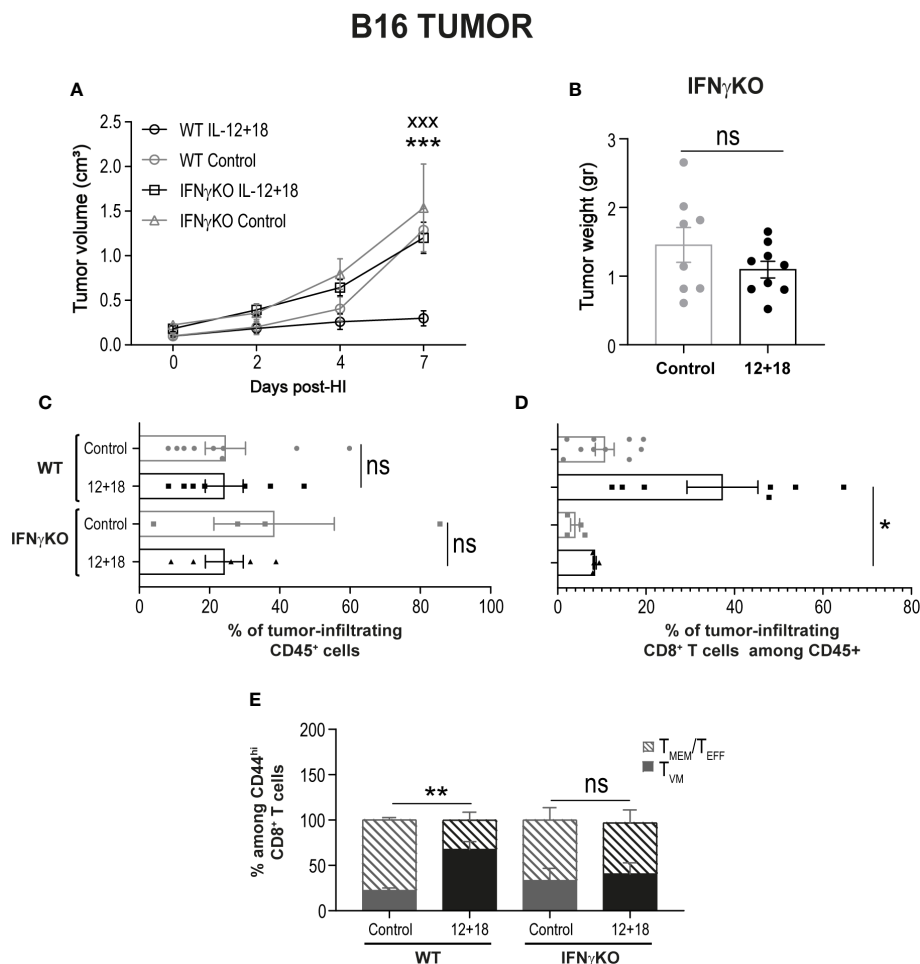 B16 TUMOR
A
Tumor volume (cm³)
2.5
2.0
1.5
1.0
0.5
0.0
WT IL-12+18
WT Control
IFNγKO IL-12+18
IFNγKO Control
xxx
***
0
2
4
7
Days post-HI
B
IFNγKO
ns
Tumor weight (gr)
3
2
1
0
Control
12+18
C
WT
Control
12+18
IFNγKO
Control
12+18
ns
ns
0
20
40
60
80
100
% of tumor-infiltrating
CD45⁺ cells
D
*
0
20
40
60
80
% of tumor-infiltrating
CD8⁺ T cells among CD45+
E
% among CD44ʰⁱ
CD8⁺ T cells
200
150
100
50
0
**
ns
T_MEM/T_EFF
T_VM
Control
12+18
Control
12+18
WT
IFNγKO